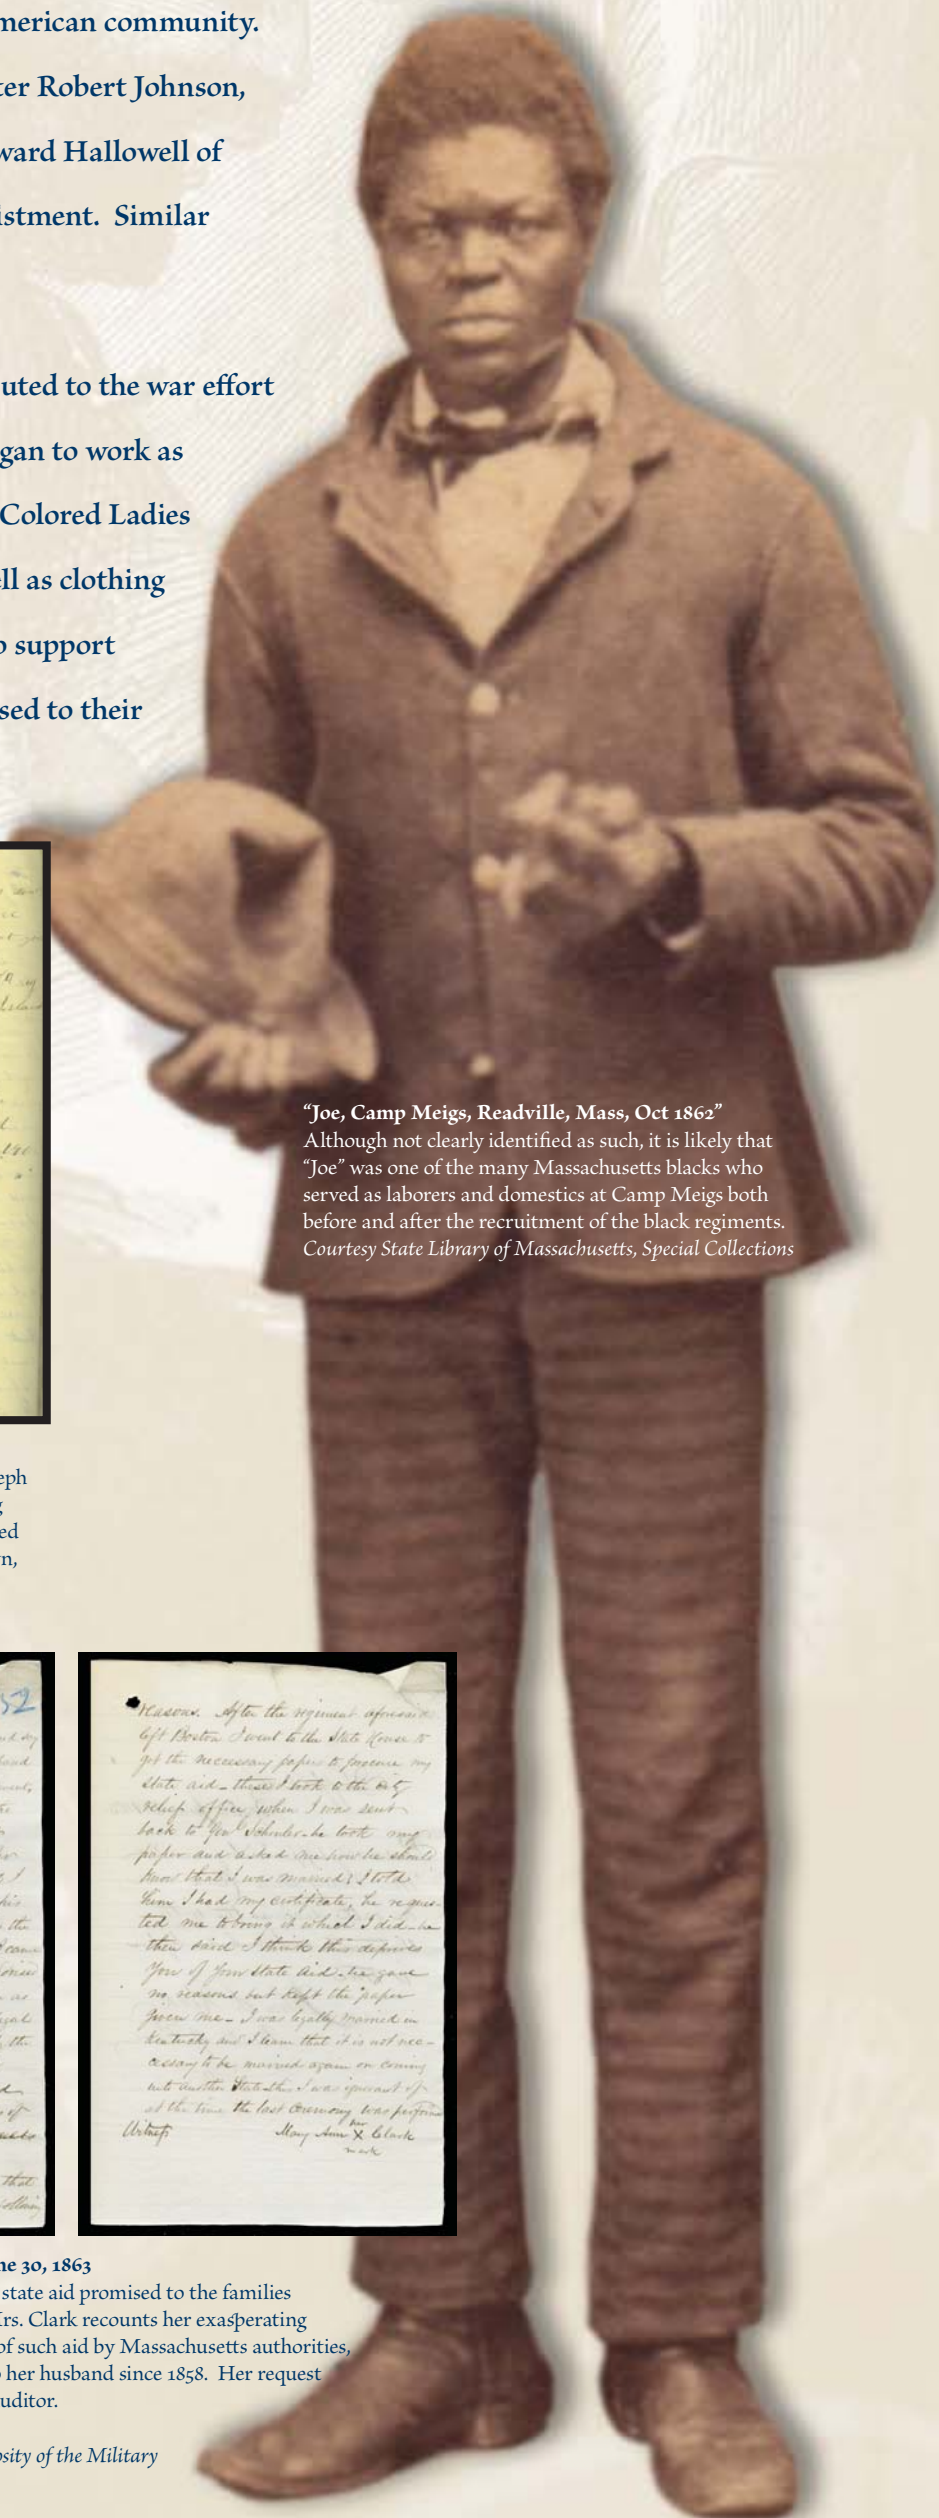 merican community.
ter Robert Johnson,
ward Hallowell of
istment. Similar
uted to the war effort
gan to work as
Colored Ladies
ll as clothing
o support
sed to their
“Joe, Camp Meigs, Readville, Mass, Oct 1862”
Although not clearly identified as such, it is likely that
“Joe” was one of the many Massachusetts blacks who
served as laborers and domestics at Camp Meigs both
before and after the recruitment of the black regiments.
Courtesy State Library of Massachusetts, Special Collections
eph
g
ed
n,
52
reasons. After the regiment aforesaid
left Boston I went to the State House to
get the necessary paper to procure my
State aid – these I took to the City
relief office, when I was sent
back to Gen Schouler – he took my
paper and asked me how he should
know that I was married; I told
him I had my certificate, he reques-
ted me to bring it which I did – he
then said I think this deprives
you of your State aid – he gave
no reasons but kept the paper
given me – I was legally married in
Kentucky and I learn that it is not nec-
essary to be married again on coming
into another State – this I was ignorant of
at the time the last Ceremony was performed
Witness Mary Ann her X Clark
mark
ne 30, 1863
state aid promised to the families
Mrs. Clark recounts her exasperating
of such aid by Massachusetts authorities,
o her husband since 1858. Her request
uditor.
osity of the Military